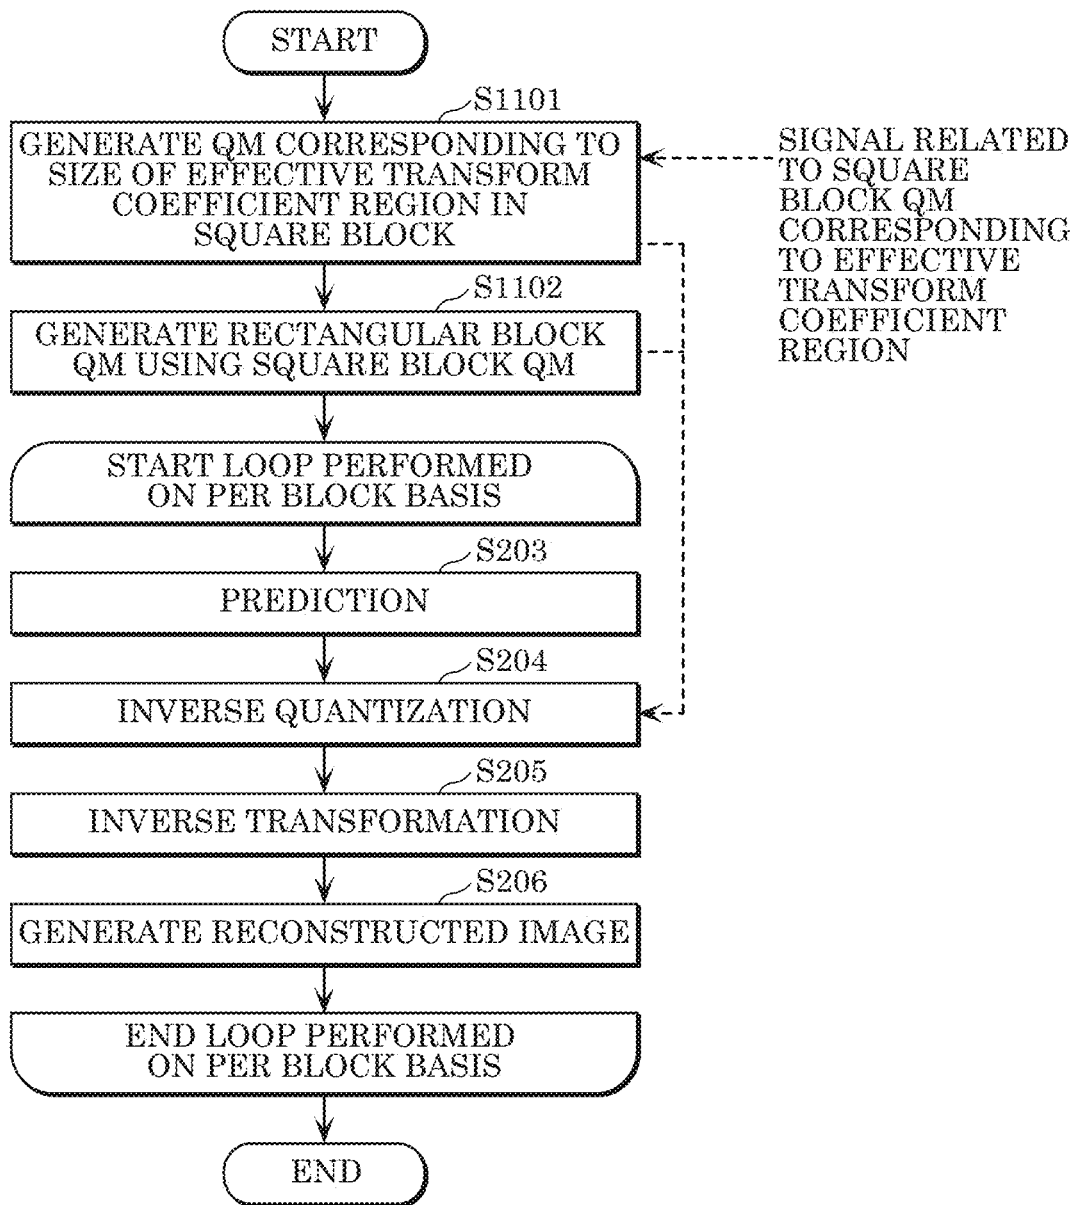 START
S1101
GENERATE QM CORRESPONDING TO
SIZE OF EFFECTIVE TRANSFORM
COEFFICIENT REGION IN
SQUARE BLOCK
SIGNAL RELATED
TO SQUARE
BLOCK QM
CORRESPONDING
TO EFFECTIVE
TRANSFORM
COEFFICIENT
REGION
S1102
GENERATE RECTANGULAR BLOCK
QM USING SQUARE BLOCK QM
START LOOP PERFORMED
ON PER BLOCK BASIS
S203
PREDICTION
S204
INVERSE QUANTIZATION
S205
INVERSE TRANSFORMATION
S206
GENERATE RECONSTRUCTED IMAGE
END LOOP PERFORMED
ON PER BLOCK BASIS
END